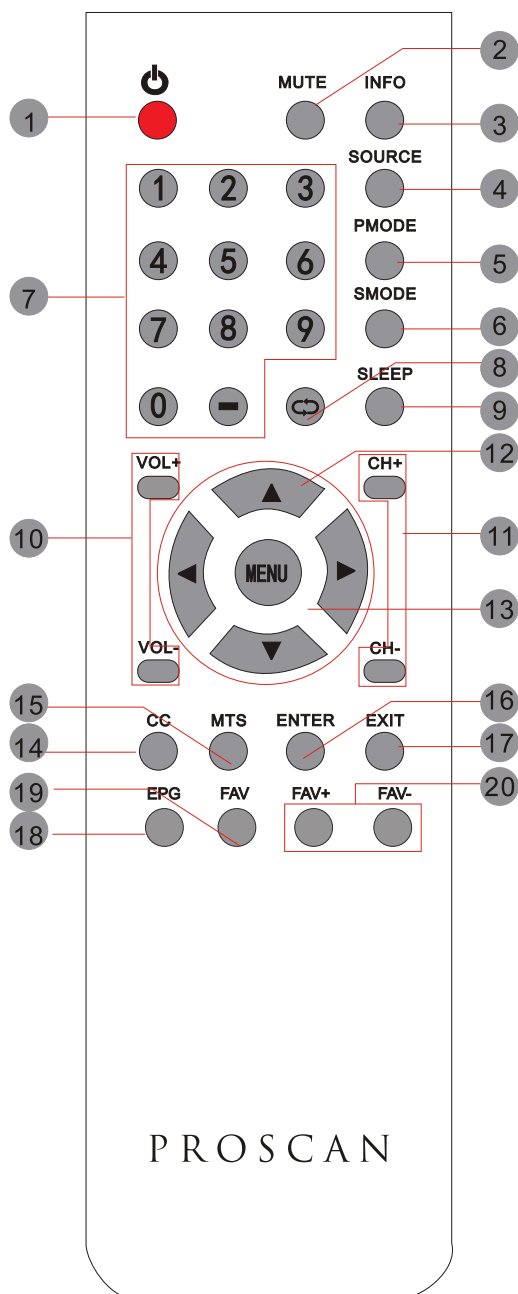 MUTE INFO
2
1
3
SOURCE
1 2 3
4
PMODE
4 5 6
5
7
SMODE
7 8 9
6
8
SLEEP
0 -
9
VOL+ CH+
12
10
11
MENU
13
VOL- CH-
15
16
CC MTS ENTER EXIT
14
17
19
20
EPG FAV FAV+ FAV-
18
PROSCAN